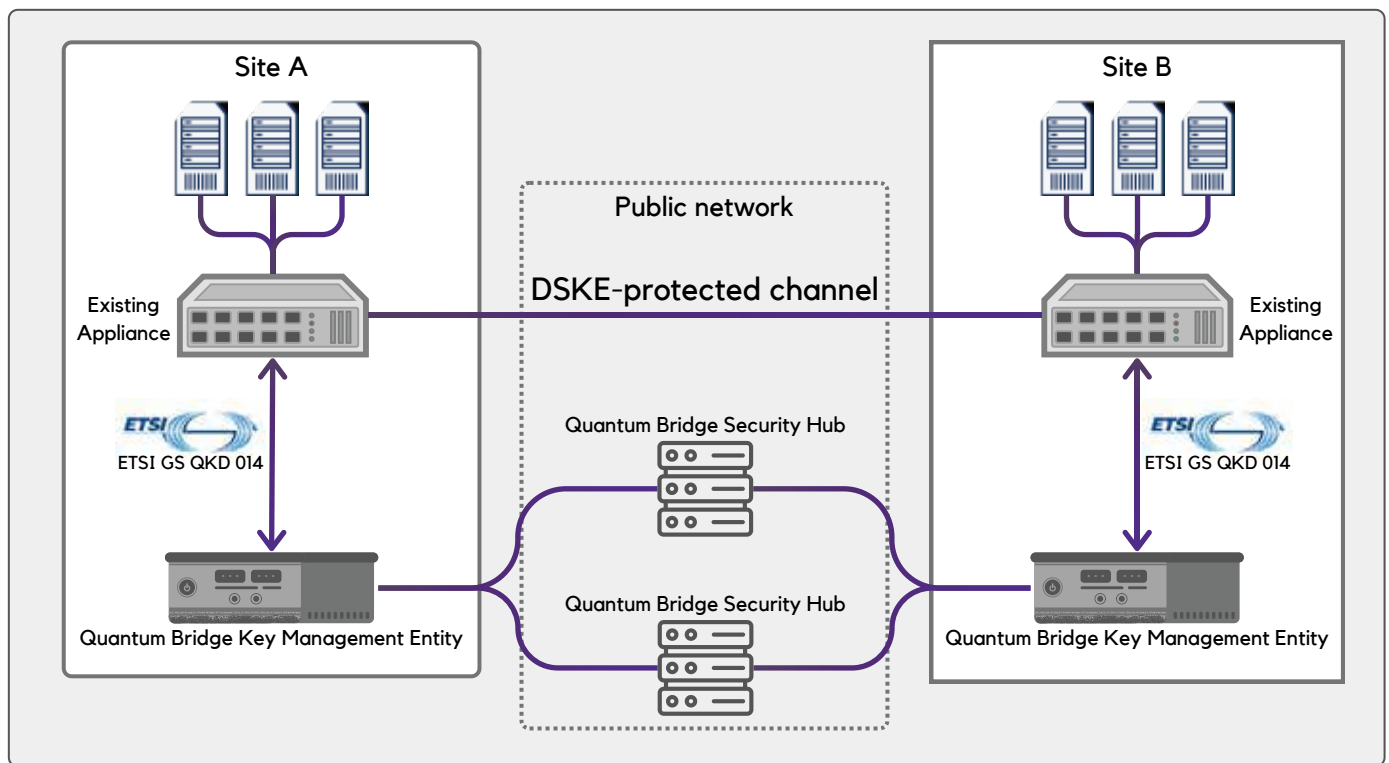 Site A
Site B
Public network
DSKE-protected channel
Existing
Appliance
Existing
Appliance
ETSI
ETSI GS QKD 014
ETSI
ETSI GS QKD 014
Quantum Bridge Security Hub
Quantum Bridge Security Hub
Quantum Bridge Key Management Entity
Quantum Bridge Key Management Entity